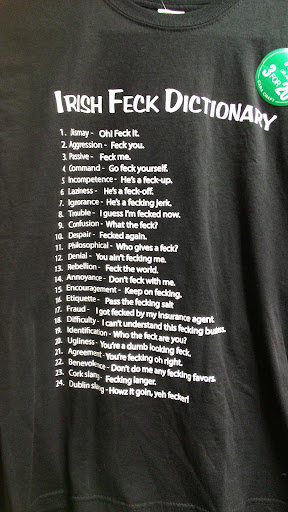 3 FOR
20
IRISH FECK DICTIONARY
1. Dismay - Oh! Feck it.
2. Aggression - Feck you.
3. Passive - Feck me.
4. Command - Go feck yourself.
5. Incompetence - He's a feck-up.
6. Laziness - He's a feck-off.
7. Ignorance - He's a fecking jerk.
8. Trouble - I guess I'm fecked now.
9. Confusion - What the feck?
10. Despair - Fecked again.
11. Philosophical - Who gives a feck?
12. Denial - You ain't fecking me.
13. Rebellion - Feck the world.
14. Annoyance - Don't feck with me.
15. Encouragement - Keep on fecking.
16. Etiquette - Pass the fecking salt
17. Fraud - I got fecked by my insurance agent.
18. Difficulty - I can't understand this fecking business.
19. Identification - Who the feck are you?
20. Ugliness - You're a dumb looking feck.
21. Agreement - You're fecking oh right.
22. Benevolence - Don't do me any fecking favors.
23. Cork slang - Fecking langer.
24. Dublin slang - Howz it goin, yeh fecker!